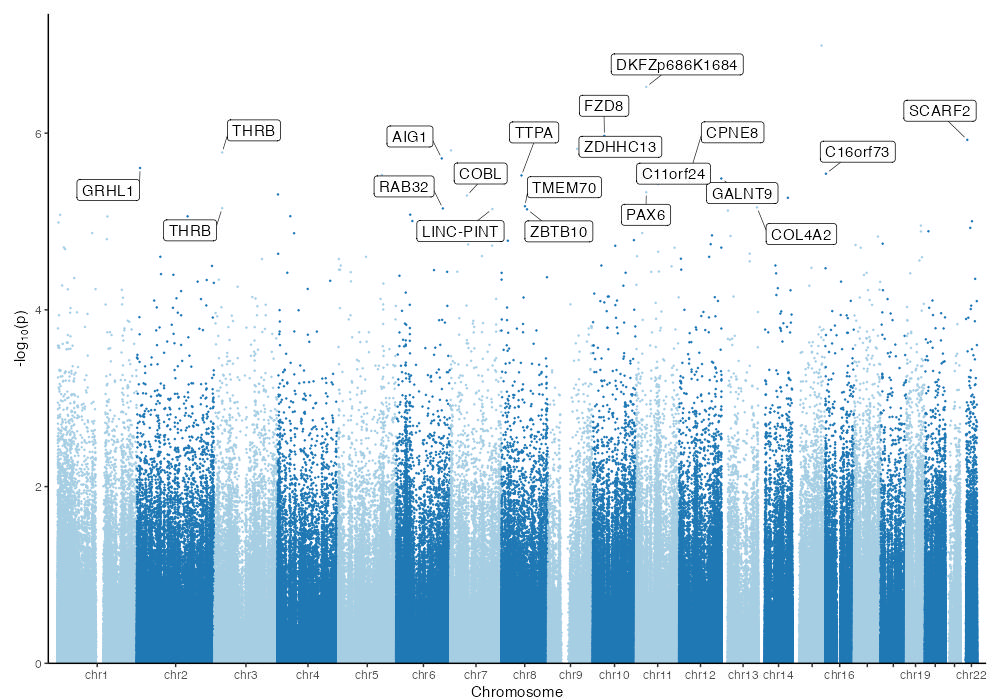 DKFZp686K1684
FZD8
SCARF2
THRB
AIG1
TTPA
CPNE8
ZDHHC13
C16orf73
COBL
C11orf24
GRHL1
RAB32
TMEM70
GALNT9
PAX6
THRB
LINC-PINT
ZBTB10
COL4A2
6
4
2
0
-log10(p)
chr1 chr2 chr3 chr4 chr5 chr6 chr7 chr8 chr9 chr10 chr11 chr12 chr13 chr14 chr16 chr19 chr22
Chromosome